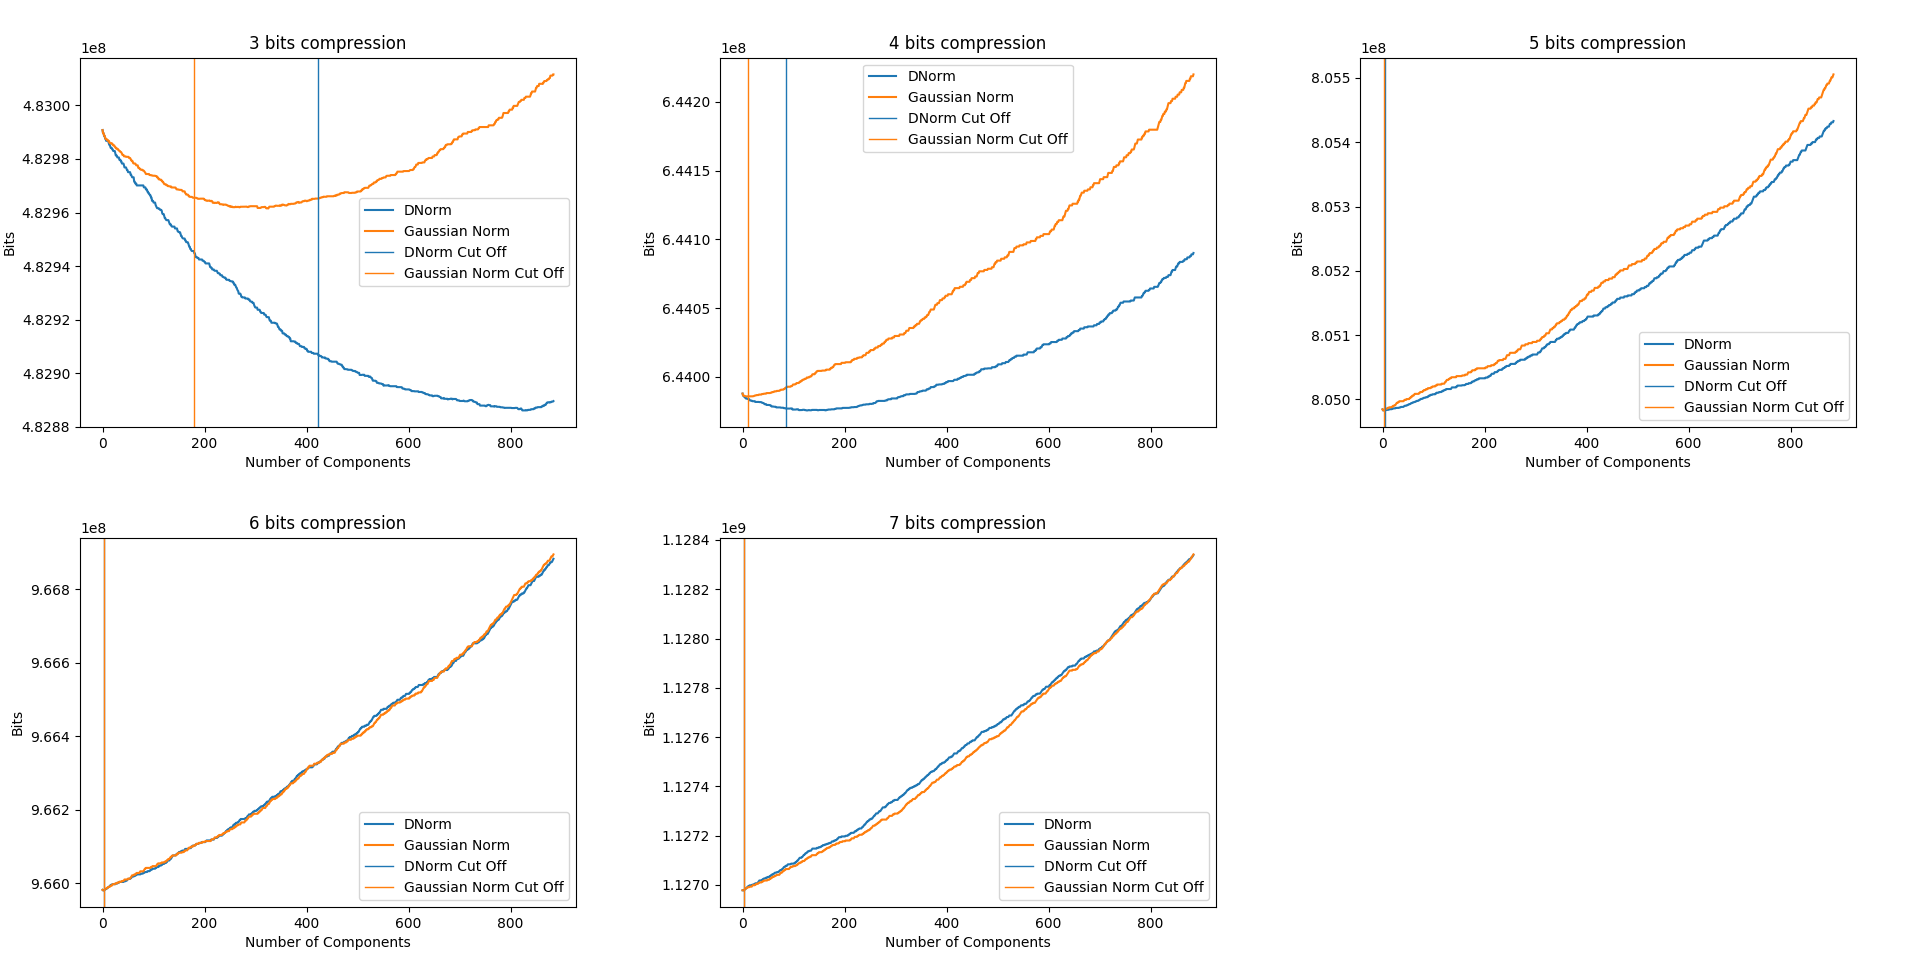 3 bits compression
1e8
4.8300
4.8298
4.8296
4.8294
4.8292
4.8290
4.8288
Bits
0 200 400 600 800
Number of Components
DNorm
Gaussian Norm
DNorm Cut Off
Gaussian Norm Cut Off
4 bits compression
1e8
6.4420
6.4415
6.4410
6.4405
6.4400
Bits
0 200 400 600 800
Number of Components
DNorm
Gaussian Norm
DNorm Cut Off
Gaussian Norm Cut Off
5 bits compression
1e8
8.055
8.054
8.053
8.052
8.051
8.050
Bits
0 200 400 600 800
Number of Components
DNorm
Gaussian Norm
DNorm Cut Off
Gaussian Norm Cut Off
6 bits compression
1e8
9.668
9.666
9.664
9.662
9.660
Bits
0 200 400 600 800
Number of Components
DNorm
Gaussian Norm
DNorm Cut Off
Gaussian Norm Cut Off
7 bits compression
1e9
1.1284
1.1282
1.1280
1.1278
1.1276
1.1274
1.1272
1.1270
Bits
0 200 400 600 800
Number of Components
DNorm
Gaussian Norm
DNorm Cut Off
Gaussian Norm Cut Off